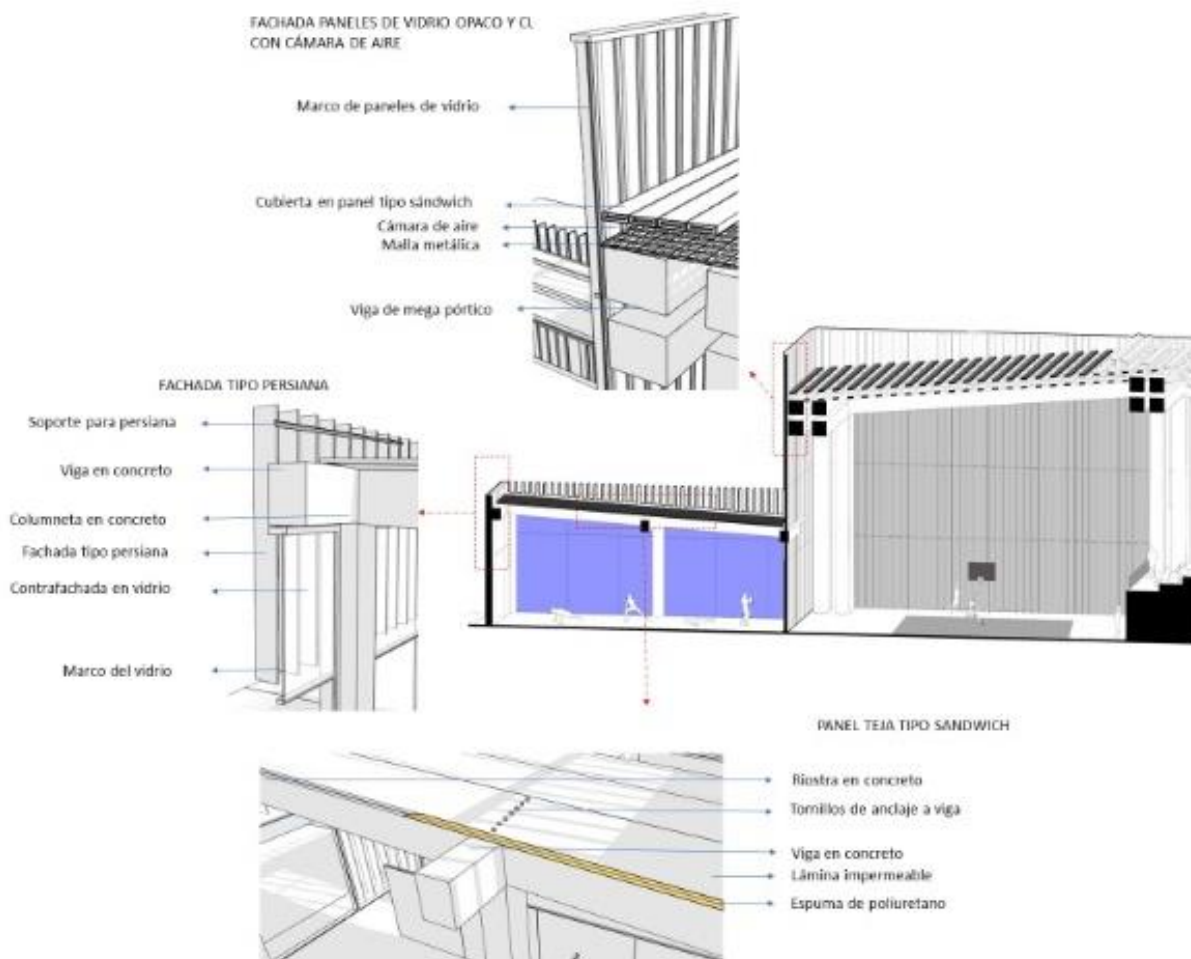 FACHADA PANELES DE VIDRIO OPACO Y CL
CON CÁMARA DE AIRE
Marco de paneles de vidrio
Cubierta en panel tipo sándwich
Cámara de aire
Malla metálica
Viga de mega pórtico
FACHADA TIPO PERSIANA
Soporte para persiana
Viga en concreto
Columneta en concreto
Fachada tipo persiana
Contrafachada en vidrio
Marco del vidrio
PANEL TEJA TIPO SANDWICH
Riostra en concreto
Tornillos de anclaje a viga
Viga en concreto
Lámina impermeable
Espuma de poliuretano